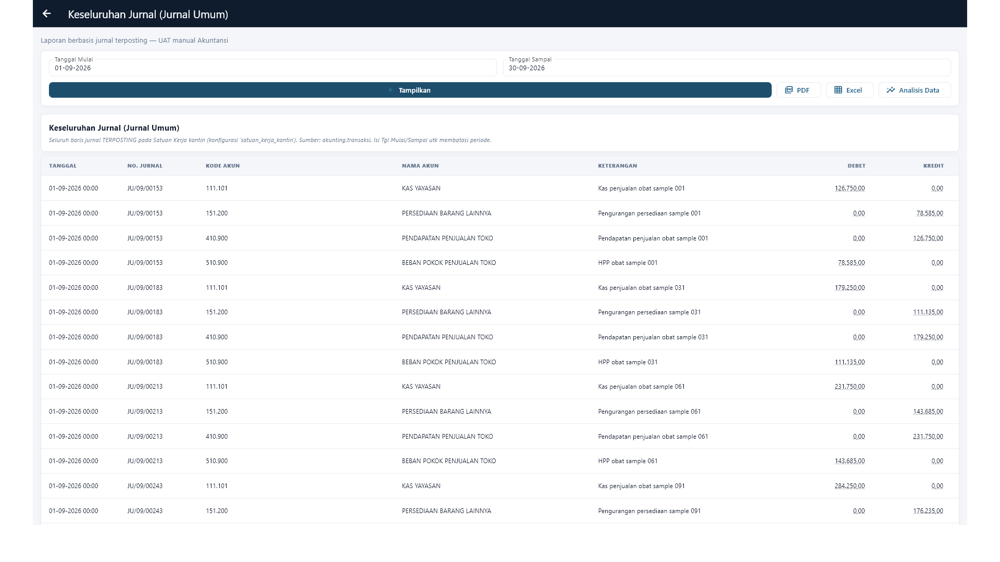 Keseluruhan Jurnal (Jurnal Umum)
Laporan berbasis jurnal terposting — UAT manual Akuntansi
Tanggal Mulai
01-09-2026
Tanggal Sampai
30-09-2026
Tampilkan
PDF
Excel
Analisis Data
Keseluruhan Jurnal (Jurnal Umum)
Seluruh baris jurnal TERPOSTING pada Satuan Kerja kantin (konfigurasi `satuan_kerja_kantin`). Sumber: akunting.transaksi. Isi Tgl Mulai/Sampai utk membatasi periode.
TANGGAL NO. JURNAL KODE AKUN NAMA AKUN KETERANGAN DEBET KREDIT
01-09-2026 00:00 JU/09/00153 111.101 KAS YAYASAN Kas penjualan obat sample 001 126.750,00 0,00
01-09-2026 00:00 JU/09/00153 151.200 PERSEDIAAN BARANG LAINNYA Pengurangan persediaan sample 001 0,00 78.585,00
01-09-2026 00:00 JU/09/00153 410.900 PENDAPATAN PENJUALAN TOKO Pendapatan penjualan obat sample 001 0,00 126.750,00
01-09-2026 00:00 JU/09/00153 510.900 BEBAN POKOK PENJUALAN TOKO HPP obat sample 001 78.585,00 0,00
01-09-2026 00:00 JU/09/00183 111.101 KAS YAYASAN Kas penjualan obat sample 031 179.250,00 0,00
01-09-2026 00:00 JU/09/00183 151.200 PERSEDIAAN BARANG LAINNYA Pengurangan persediaan sample 031 0,00 111.135,00
01-09-2026 00:00 JU/09/00183 410.900 PENDAPATAN PENJUALAN TOKO Pendapatan penjualan obat sample 031 0,00 179.250,00
01-09-2026 00:00 JU/09/00183 510.900 BEBAN POKOK PENJUALAN TOKO HPP obat sample 031 111.135,00 0,00
01-09-2026 00:00 JU/09/00213 111.101 KAS YAYASAN Kas penjualan obat sample 061 231.750,00 0,00
01-09-2026 00:00 JU/09/00213 151.200 PERSEDIAAN BARANG LAINNYA Pengurangan persediaan sample 061 0,00 143.685,00
01-09-2026 00:00 JU/09/00213 410.900 PENDAPATAN PENJUALAN TOKO Pendapatan penjualan obat sample 061 0,00 231.750,00
01-09-2026 00:00 JU/09/00213 510.900 BEBAN POKOK PENJUALAN TOKO HPP obat sample 061 143.685,00 0,00
01-09-2026 00:00 JU/09/00243 111.101 KAS YAYASAN Kas penjualan obat sample 091 284.250,00 0,00
01-09-2026 00:00 JU/09/00243 151.200 PERSEDIAAN BARANG LAINNYA Pengurangan persediaan sample 091 0,00 176.235,00